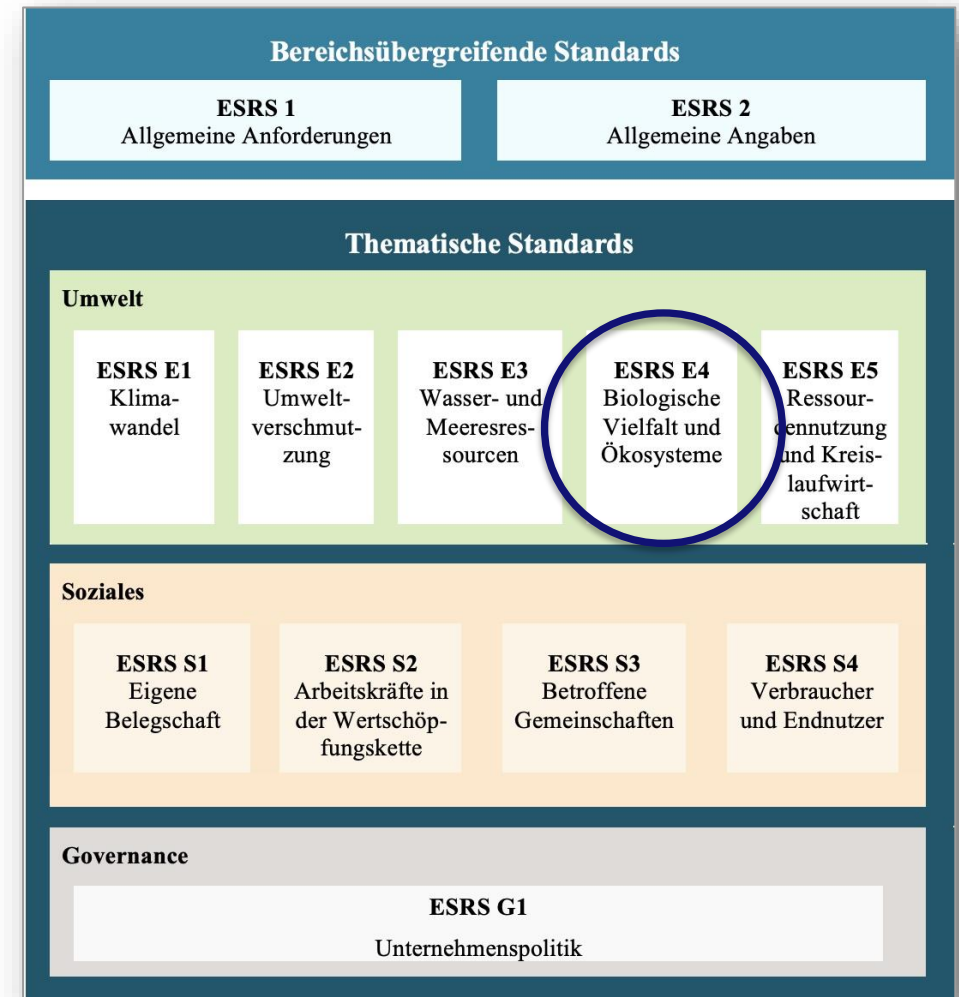 Bereichsübergreifende Standards
ESRS 1
Allgemeine Anforderungen
ESRS 2
Allgemeine Angaben
Thematische Standards
Umwelt
ESRS E1
Klima-
wandel
ESRS E2
Umwelt-
verschmut-
zung
ESRS E3
Wasser- und
Meeresres-
sourcen
ESRS E4
Biologische
Vielfalt und
Ökosysteme
ESRS E5
Ressour-
cennutzung
und Kreis-
laufwirt-
schaft
Soziales
ESRS S1
Eigene
Belegschaft
ESRS S2
Arbeitskräfte in
der Wertschöp-
fungskette
ESRS S3
Betroffene
Gemeinschaften
ESRS S4
Verbraucher
und Endnutzer
Governance
ESRS G1
Unternehmenspolitik